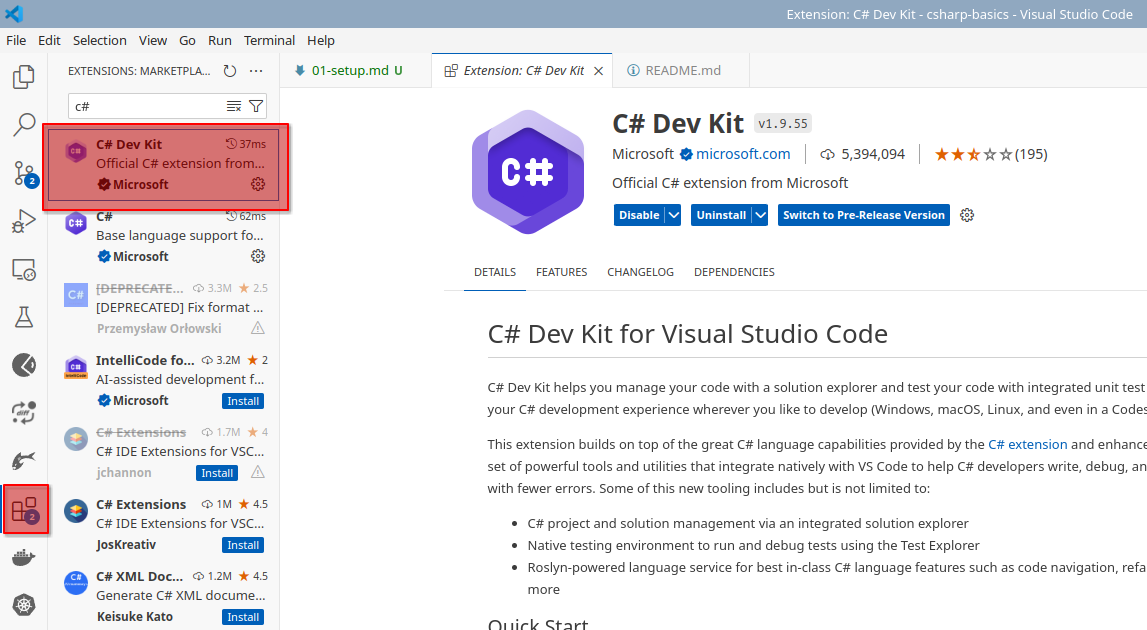 Extension: C# Dev Kit - csharp-basics - Visual Studio Code
File Edit Selection View Go Run Terminal Help
EXTENSIONS: MARKETPLA... ...
01-setup.md U
Extension: C# Dev Kit
README.md
c#
C# Dev Kit 37ms
Official C# extension from...
Microsoft
C# 62ms
Base language support fo...
Microsoft
[DEPRECATE... 3.3M 2.5
[DEPRECATED] Fix format ...
Przemysław Orłowski
IntelliCode fo... 3.2M 2
AI-assisted development f...
Microsoft Install
C# Extensions 1.7M 4
C# IDE Extensions for VSC...
jchannon Install
C# Extensions 1M 4.5
C# IDE Extensions for VSC...
JosKreativ Install
C# XML Doc... 1.2M 4.5
Generate C# XML docume...
Keisuke Kato Install
2
2
C#
C# Dev Kit v1.9.55
Microsoft microsoft.com 5,394,094 (195)
Official C# extension from Microsoft
Disable Uninstall Switch to Pre-Release Version
DETAILS FEATURES CHANGELOG DEPENDENCIES
C# Dev Kit for Visual Studio Code
C# Dev Kit helps you manage your code with a solution explorer and test your code with integrated unit test
your C# development experience wherever you like to develop (Windows, macOS, Linux, and even in a Codes
This extension builds on top of the great C# language capabilities provided by the C# extension and enhance
set of powerful tools and utilities that integrate natively with VS Code to help C# developers write, debug, an
with fewer errors. Some of this new tooling includes but is not limited to:
• C# project and solution management via an integrated solution explorer
• Native testing environment to run and debug tests using the Test Explorer
• Roslyn-powered language service for best in-class C# language features such as code navigation, refa
more
Quick Start